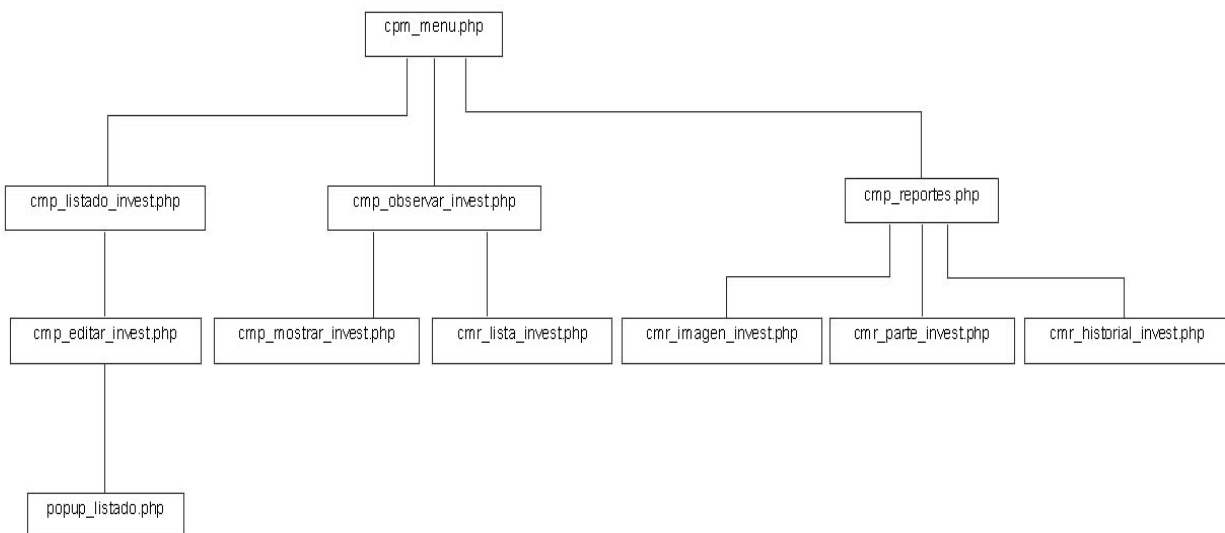 cpm_menu.php
cmp_listado_invest.php
cmp_observar_invest.php
cmp_reportes.php
cmp_editar_invest.php
cmp_mostrar_invest.php
cmr_lista_invest.php
cmr_imagen_invest.php
cmr_parte_invest.php
cmr_historial_invest.php
popup_listado.php